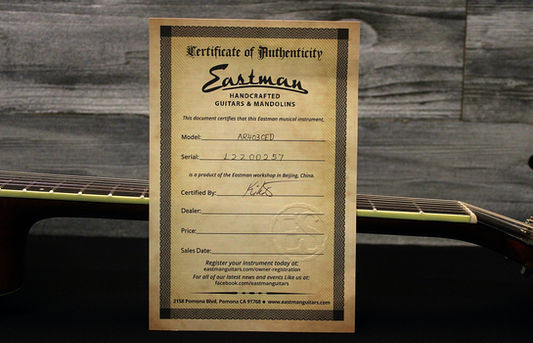 Certificate of Authenticity
Eastman
HANDCRAFTED
GUITARS & MANDOLINS
This document certifies that this Eastman musical instrument,
Model: AR403CED
Serial: L2200257
is a product of the Eastman workshop in Beijing, China.
Certified By:
Dealer:
Price:
Sales Date:
Register your instrument today at:
eastmanguitars.com/owner-registration
For all of our latest news and events Like us at:
facebook.com/eastmanguitars
2158 Pomona Blvd, Pomona CA 91768 ● www.eastmanguitars.com